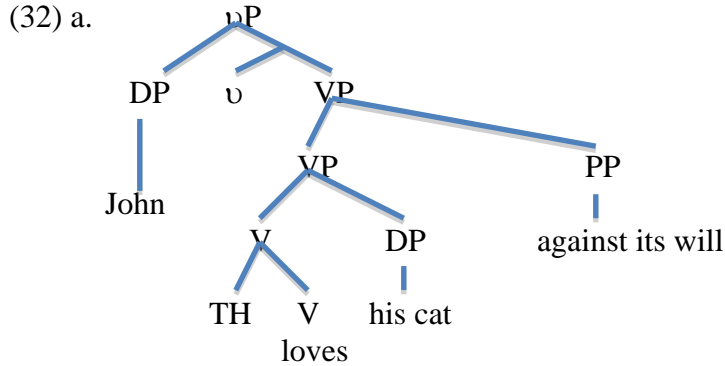 (32) a. υP
DP υ VP
VP PP
John
V DP against its will
TH V his cat
loves